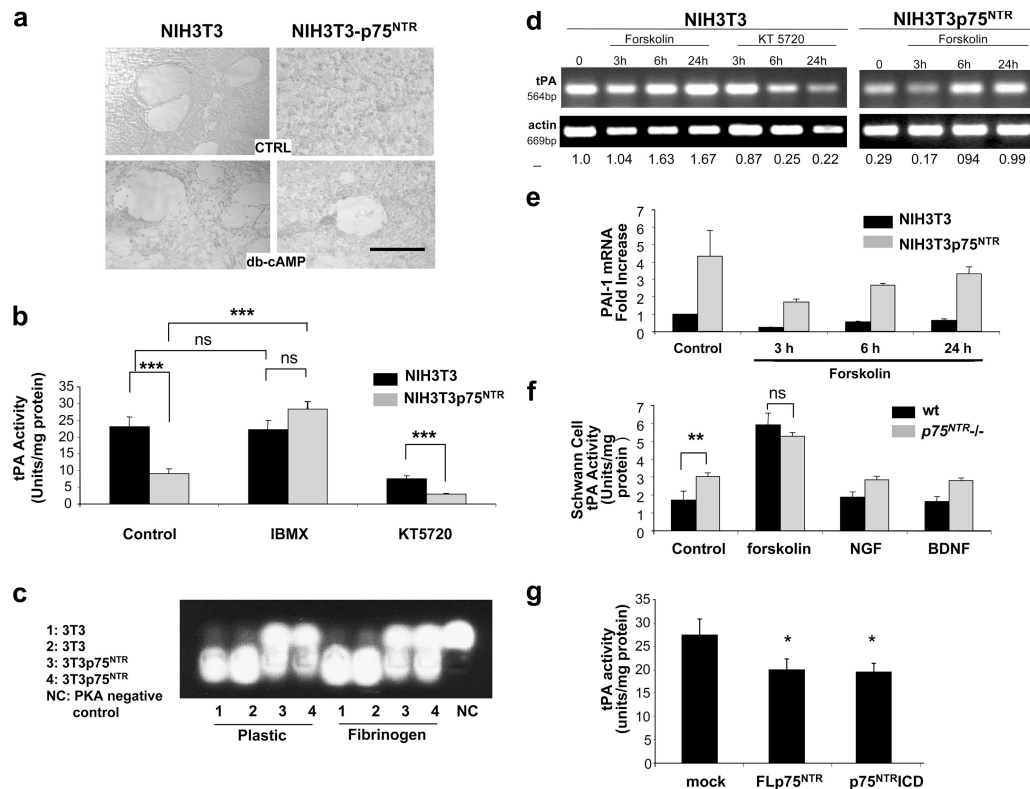 a
NIH3T3 NIH3T3-p75NTR
CTRL
db-cAMP
b
***
ns
***
ns
***
NIH3T3
NIH3T3p75NTR
tPA Activity
(Units/mg protein)
35
30
25
20
15
10
5
0
Control IBMX KT5720
c
1: 3T3
2: 3T3
3: 3T3p75NTR
4: 3T3p75NTR
NC: PKA negative
control
1 2 3 4 1 2 3 4 NC
Plastic Fibrinogen
d
NIH3T3 NIH3T3p75NTR
Forskolin KT 5720 Forskolin
0 3h 6h 24h 3h 6h 24h 0 3h 6h 24h
tPA
564bp
actin
669bp
_ 1.0 1.04 1.63 1.67 0.87 0.25 0.22 0.29 0.17 094 0.99
e
PAI-1 mRNA
Fold Increase
7
6
5
4
3
2
1
0
NIH3T3
NIH3T3p75NTR
Control 3 h 6 h 24 h
Forskolin
f
Schwann Cell
tPA Activity
(Units/mg
protein )
7
6
5
4
3
2
1
0
**
ns
wt
p75NTR-/-
Control forskolin NGF BDNF
g
tPA activity
(units/mg protein)
35
30
25
20
15
10
5
0
* *
mock FLp75NTR p75NTRICD